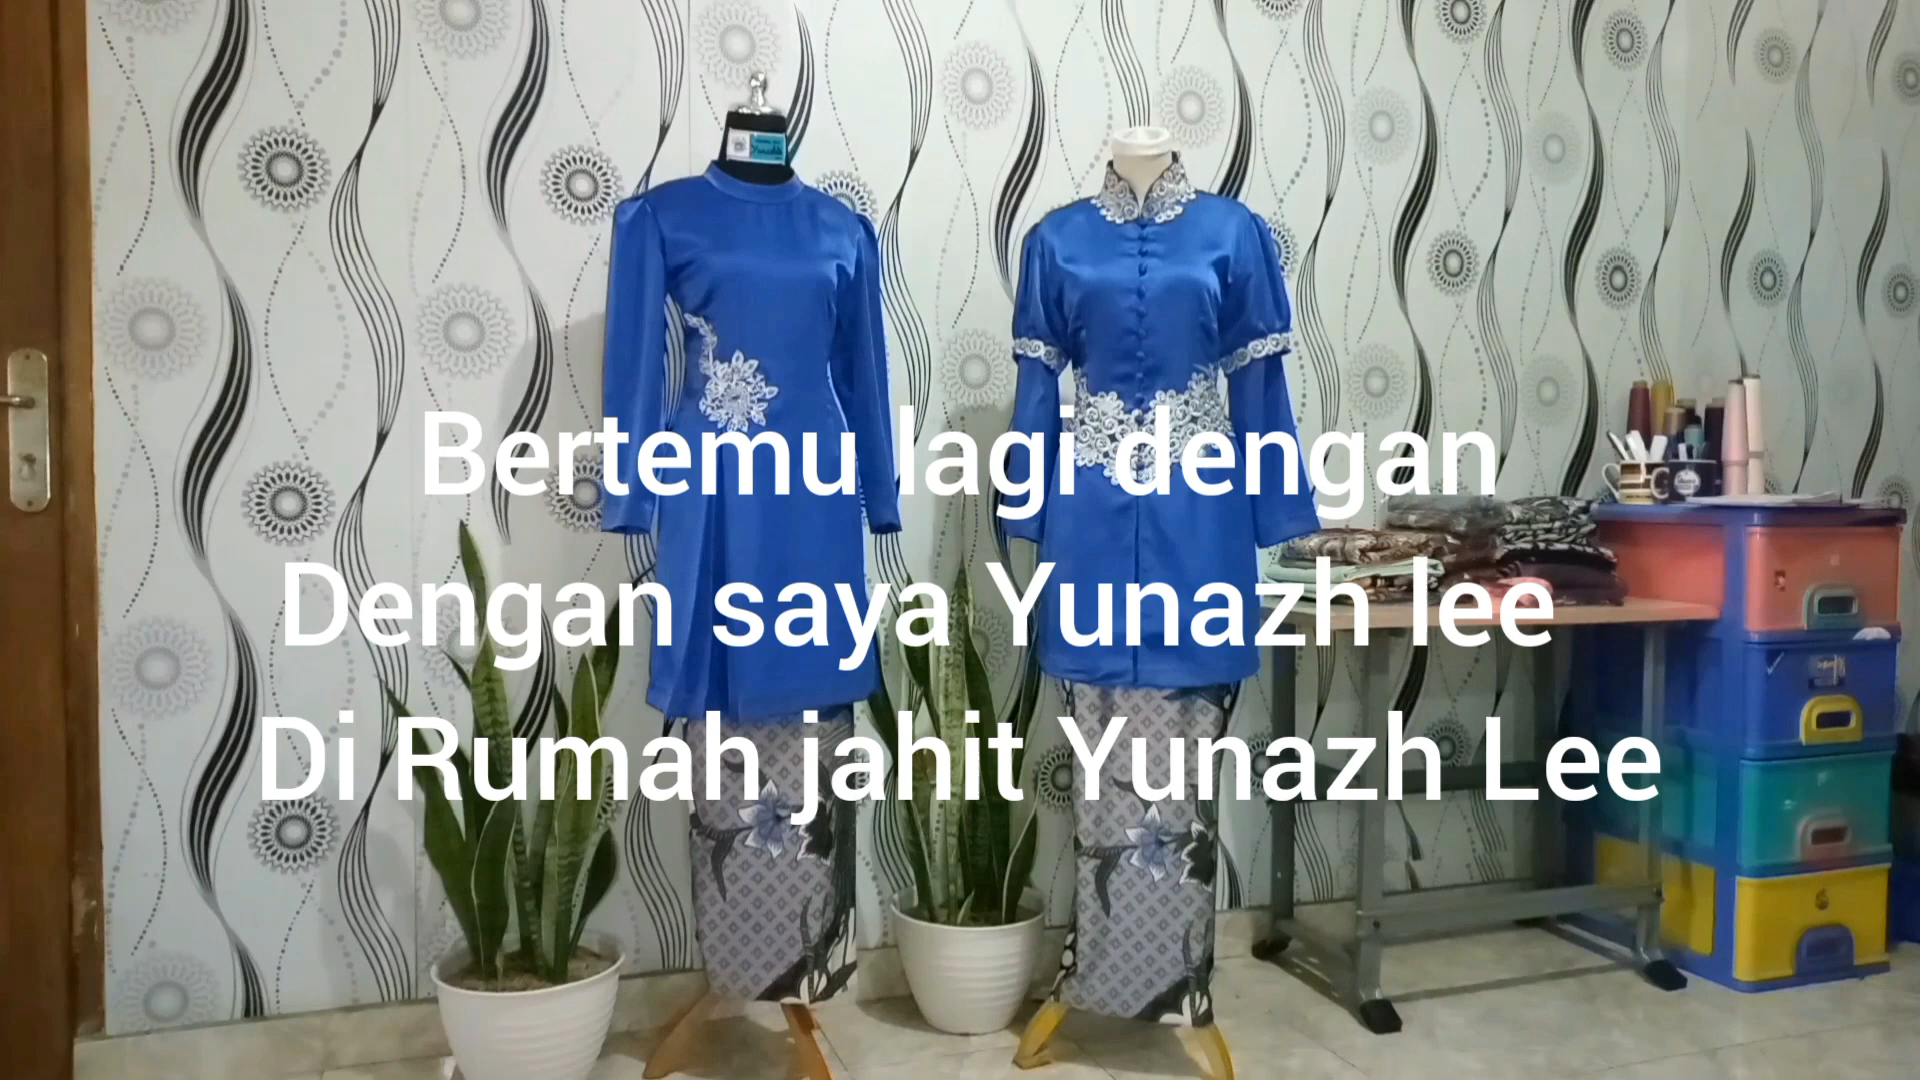 Bertemu lagi dengan
Dengan saya Yunazh lee
Di Rumah jahit Yunazh Lee